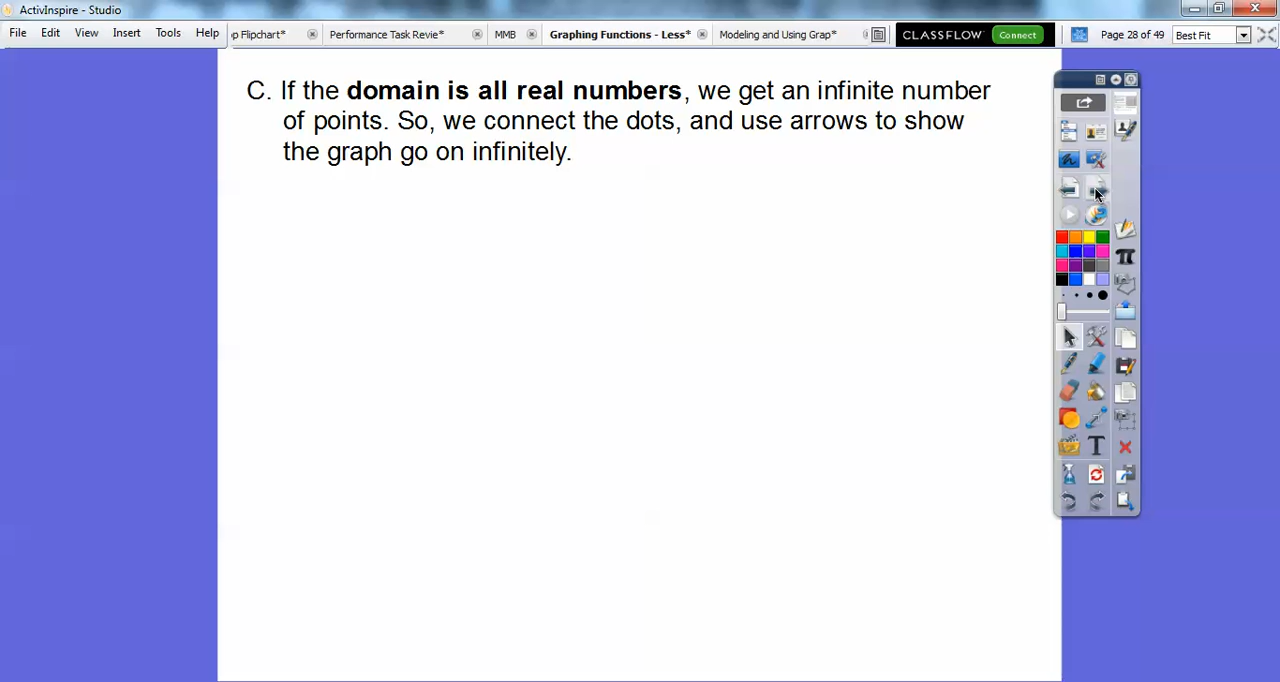 ActivInspire - Studio
File Edit View Insert Tools Help
p Flipchart* Performance Task Revie* MMB Graphing Functions - Less* Modeling and Using Grap* CLASSFLOW Connect Page 28 of 49 Best Fit
C. If the domain is all real numbers, we get an infinite number
of points. So, we connect the dots, and use arrows to show
the graph go on infinitely.